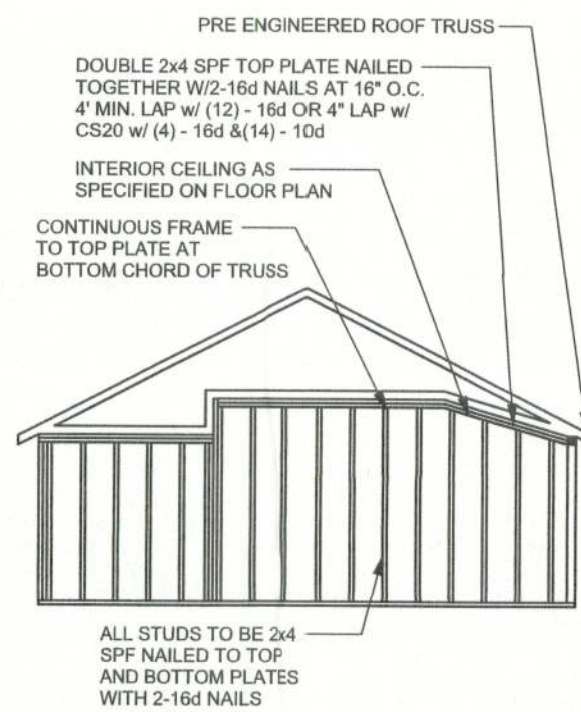 PRE ENGINEERED ROOF TRUSS
DOUBLE 2x4 SPF TOP PLATE NAILED
TOGETHER W/2-16d NAILS AT 16" O.C.
4' MIN. LAP w/ (12) - 16d OR 4" LAP w/
CS20 w/ (4) - 16d &(14) - 10d
INTERIOR CEILING AS
SPECIFIED ON FLOOR PLAN
CONTINUOUS FRAME
TO TOP PLATE AT
BOTTOM CHORD OF TRUSS
ALL STUDS TO BE 2x4
SPF NAILED TO TOP
AND BOTTOM PLATES
WITH 2-16d NAILS